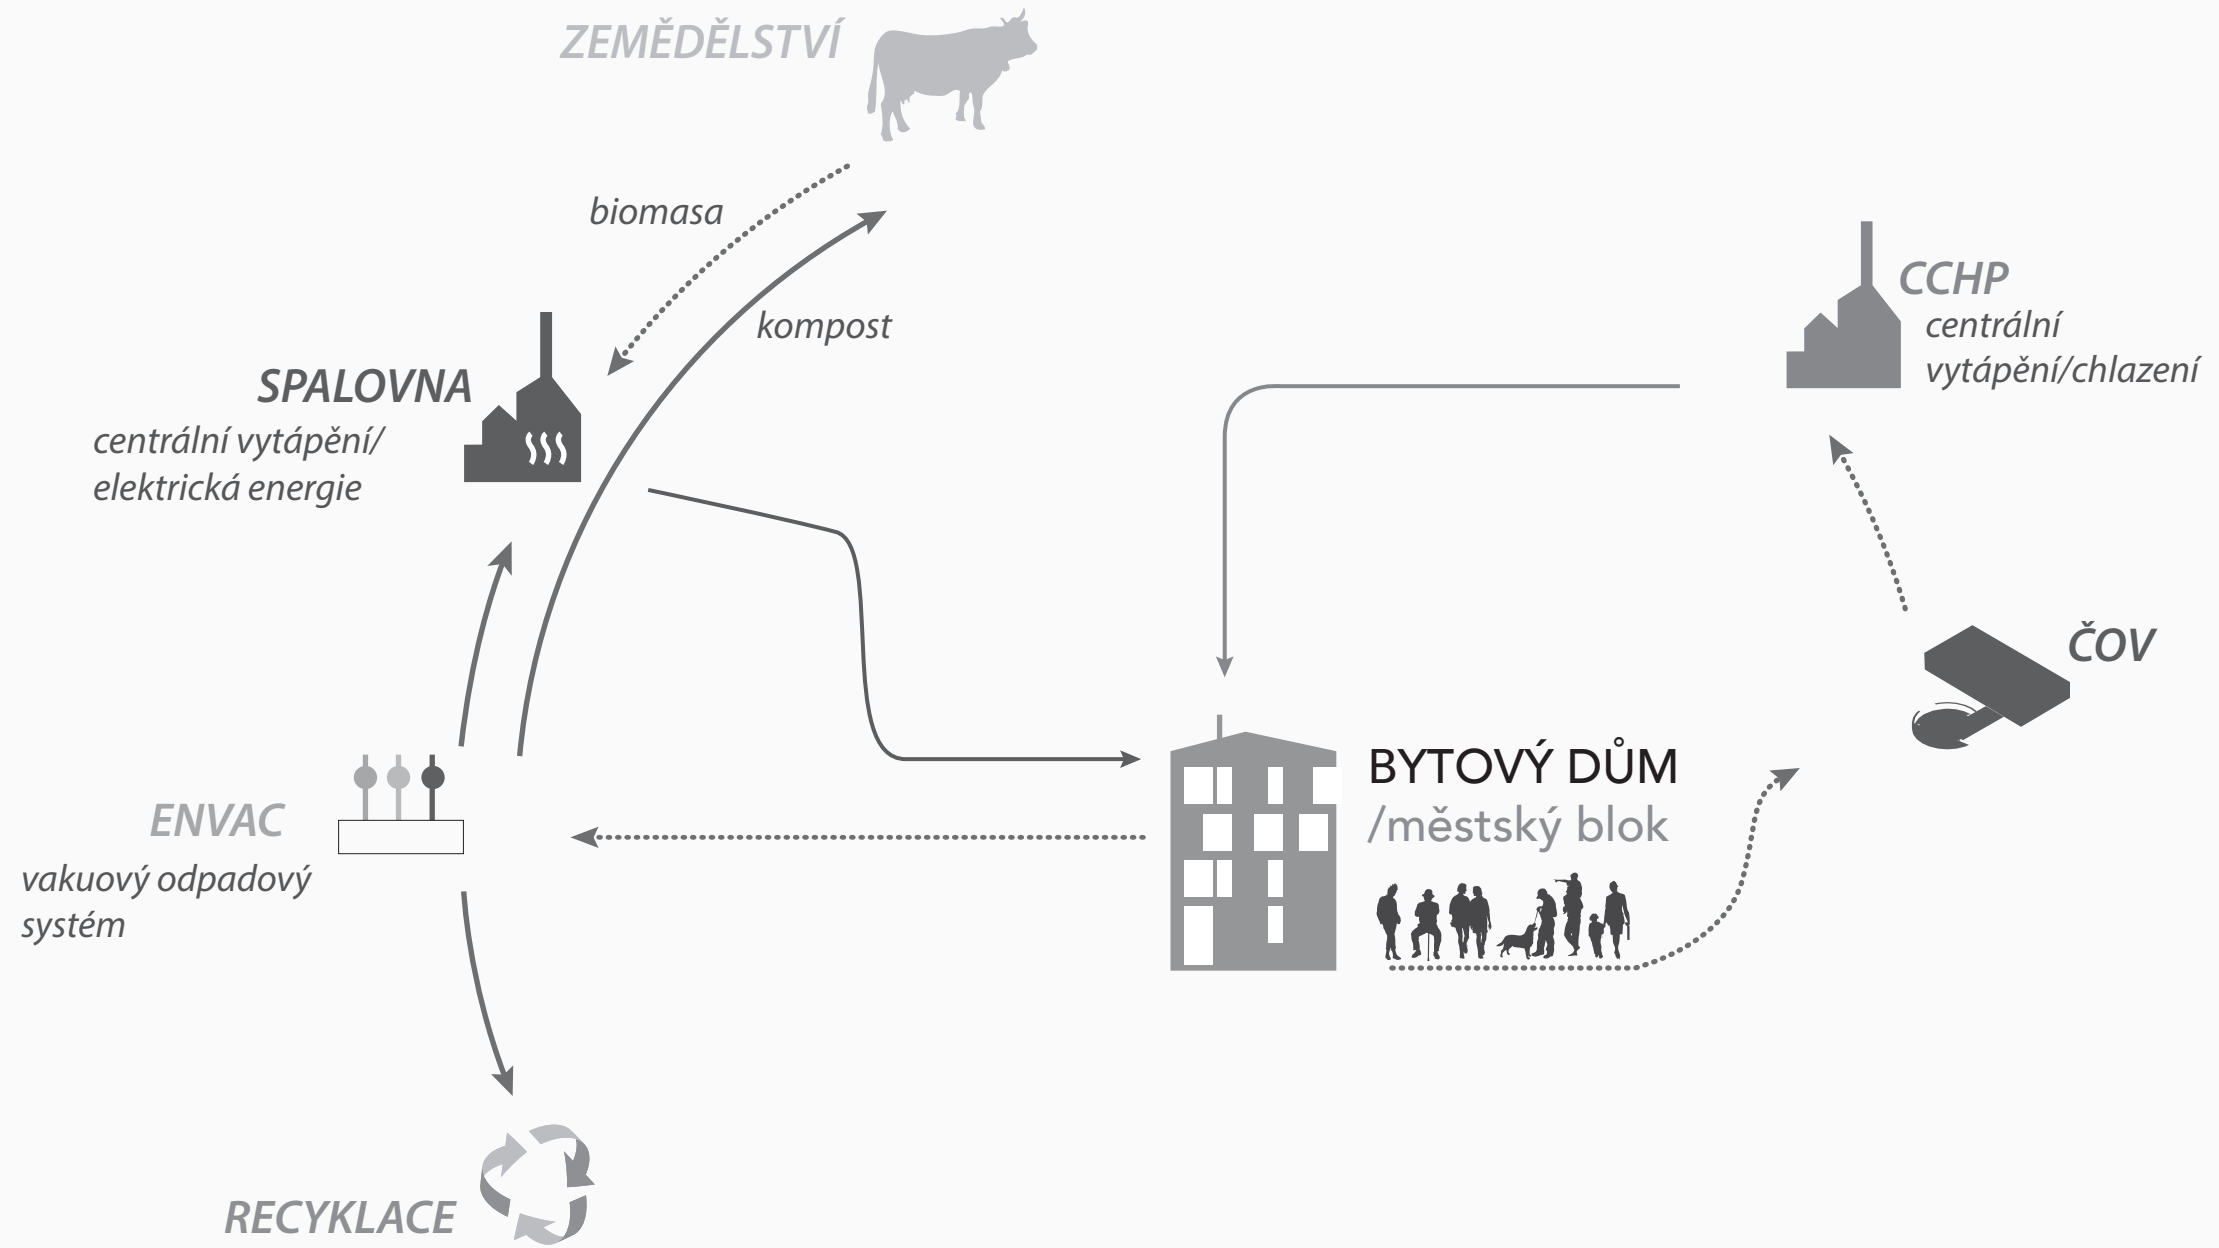 ZEMĚDĚLSTVÍ
biomasa
kompost
CCHP
centrální
vytápění/chlazení
SPALOVNA
centrální vytápění/
elektrická energie
ČOV
BYTOVÝ DŮM
/městský blok
ENVAC
vakuový odpadový
systém
RECYKLACE